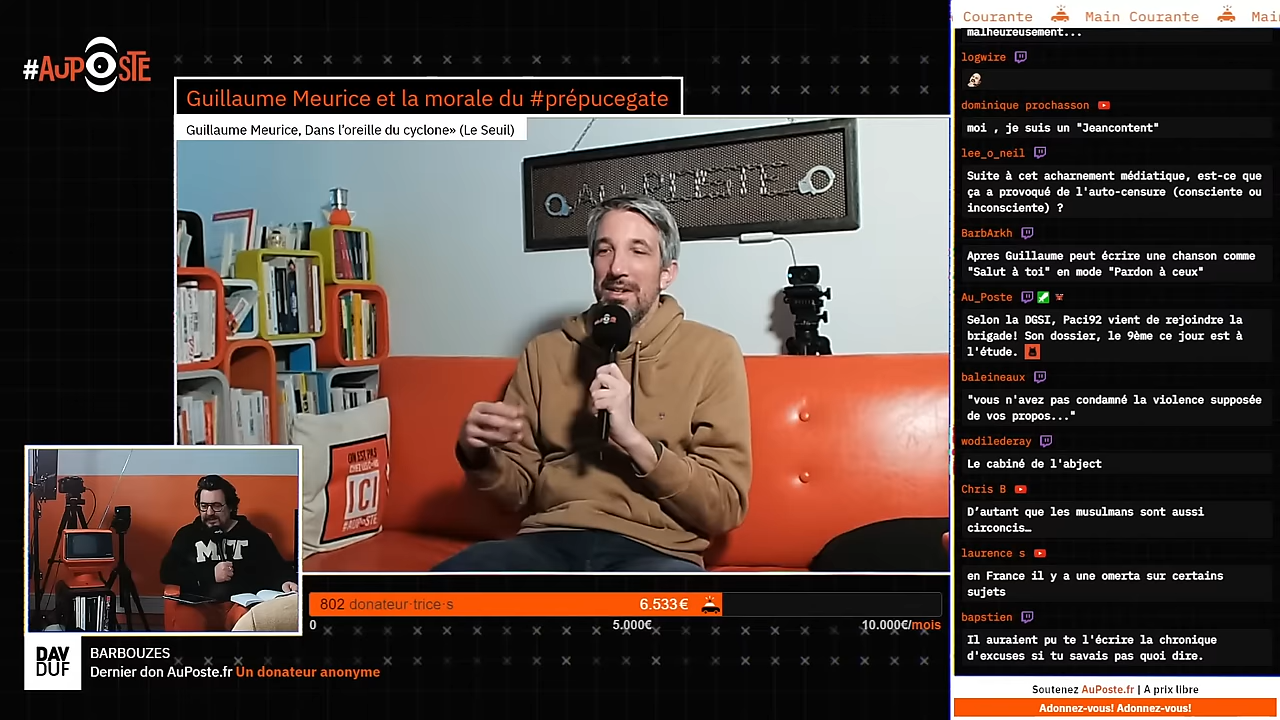 #AUPOSTE
Guillaume Meurice et la morale du #prépucegate
Guillaume Meurice, Dans l’oreille du cyclone» (Le Seuil)
AU POSTE
ICI
#AUPOSTE
MIT
802 donateur·trice·s 6.533€
0 5.000€ 10.000€/mois
DAV
DUF
BARBOUZES
Dernier don AuPoste.fr Un donateur anonyme
Courante Main Courante Mai
malheureusement...
logwire
dominique prochasson
moi , je suis un "Jeancontent"
lee_o_neil
Suite à cet acharnement médiatique, est-ce que
ça a provoqué de l'auto-censure (consciente ou
inconsciente) ?
BarbArkh
Apres Guillaume peut écrire une chanson comme
"Salut à toi" en mode "Pardon à ceux"
Au_Poste
Selon la DGSI, Paci92 vient de rejoindre la
brigade! Son dossier, le 9ème ce jour est à
l'étude.
baleineaux
"vous n'avez pas condamné la violence supposée
de vos propos..."
wodilederay
Le cabiné de l'abject
Chris B
D’autant que les musulmans sont aussi
circoncis…
laurence s
en France il y a une omerta sur certains
sujets
bapstien
Il auraient pu te l'écrire la chronique
d'excuses si tu savais pas quoi dire.
Soutenez AuPoste.fr | A prix libre
Adonnez-vous! Adonnez-vous!